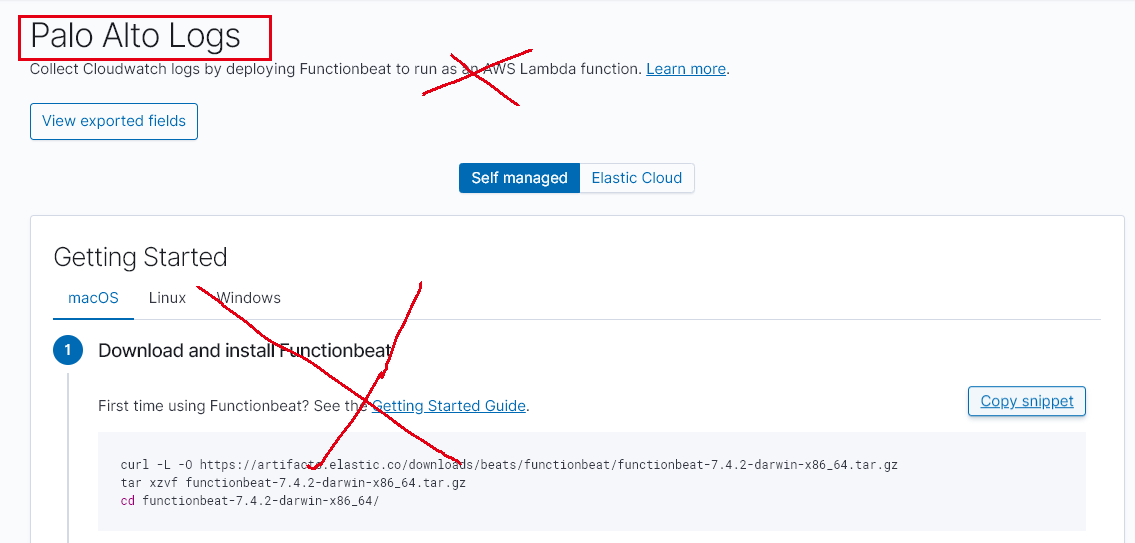 Palo Alto Logs
Collect Cloudwatch logs by deploying Functionbeat to run as an AWS Lambda function. Learn more.
View exported fields
Self managed Elastic Cloud
Getting Started
macOS Linux Windows
1 Download and install Functionbeat
First time using Functionbeat? See the Getting Started Guide.
Copy snippet
curl -L -O https://artifacts.elastic.co/downloads/beats/functionbeat/functionbeat-7.4.2-darwin-x86_64.tar.gz
tar xzvf functionbeat-7.4.2-darwin-x86_64.tar.gz
cd functionbeat-7.4.2-darwin-x86_64/